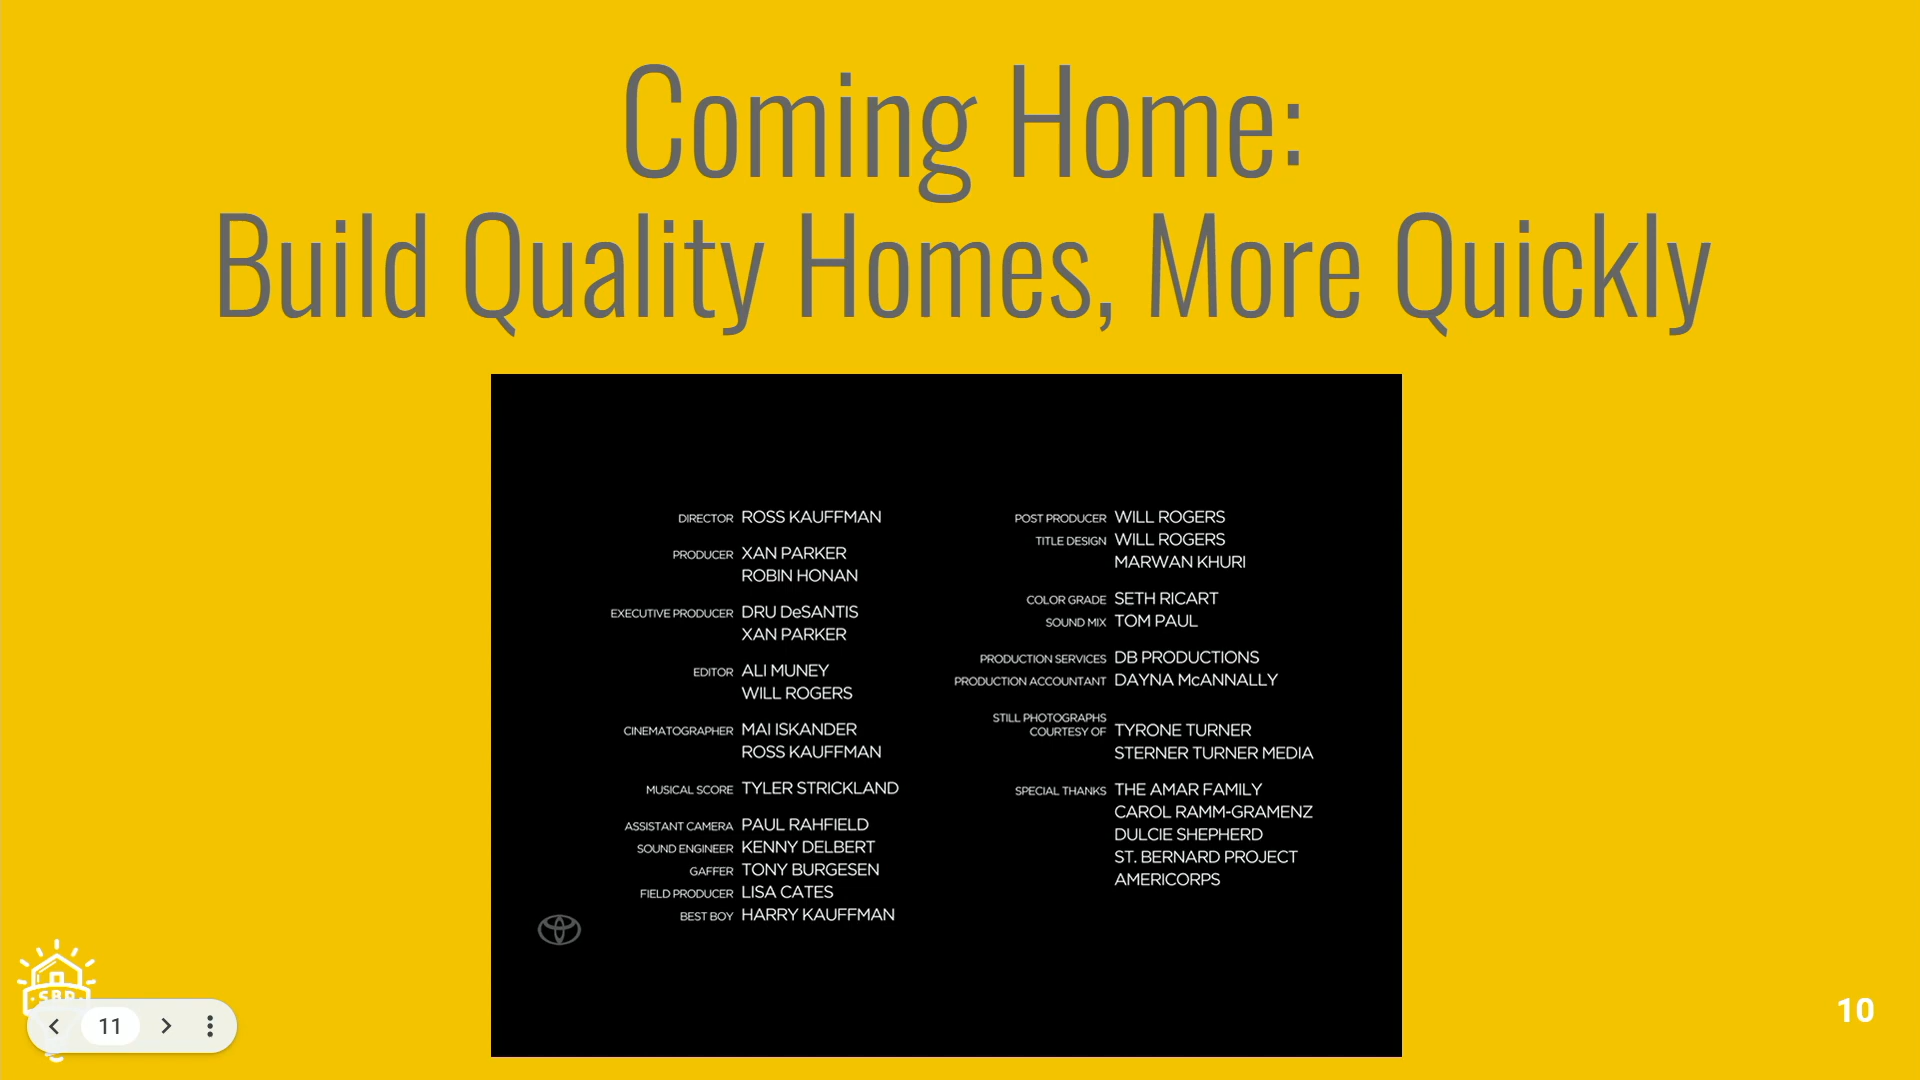 Coming Home:
Build Quality Homes, More Quickly
DIRECTOR ROSS KAUFFMAN
PRODUCER XAN PARKER
ROBIN HONAN
EXECUTIVE PRODUCER DRU DeSANTIS
XAN PARKER
EDITOR ALI MUNEY
WILL ROGERS
CINEMATOGRAPHER MAI ISKANDER
ROSS KAUFFMAN
MUSICAL SCORE TYLER STRICKLAND
ASSISTANT CAMERA PAUL RAHFIELD
SOUND ENGINEER KENNY DELBERT
GAFFER TONY BURGESEN
FIELD PRODUCER LISA CATES
BEST BOY HARRY KAUFFMAN
POST PRODUCER WILL ROGERS
TITLE DESIGN WILL ROGERS
MARWAN KHURI
COLOR GRADE SETH RICART
SOUND MIX TOM PAUL
PRODUCTION SERVICES DB PRODUCTIONS
PRODUCTION ACCOUNTANT DAYNA McANNALLY
STILL PHOTOGRAPHS
COURTESY OF TYRONE TURNER
STERNER TURNER MEDIA
SPECIAL THANKS THE AMAR FAMILY
CAROL RAMM-GRAMENZ
DULCIE SHEPHERD
ST. BERNARD PROJECT
AMERICORPS
SBP
11
10